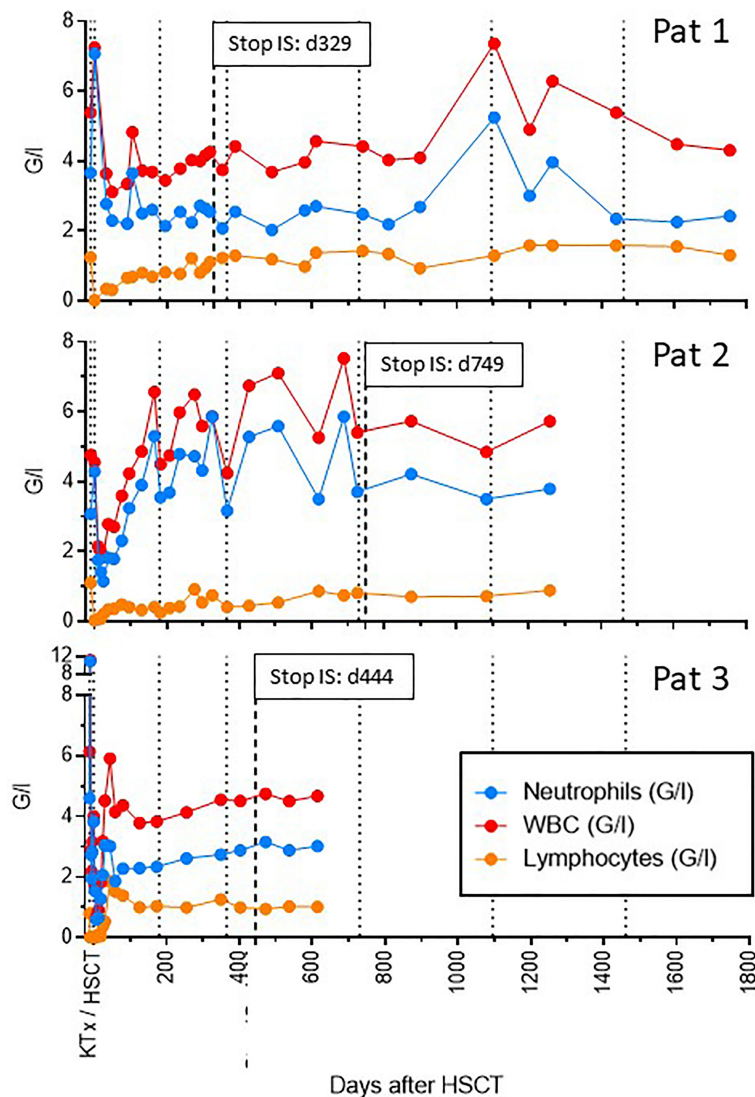 Pat 1
Stop IS: d329
8
6
4
2
0
G/l
Pat 2
Stop IS: d749
8
6
4
2
0
G/l
Pat 3
Stop IS: d444
12
8
8
6
4
2
0
G/l
Neutrophils (G/l)
WBC (G/l)
Lymphocytes (G/l)
KTx / HSCT
200
400
600
800
1000
1200
1400
1600
1800
Days after HSCT